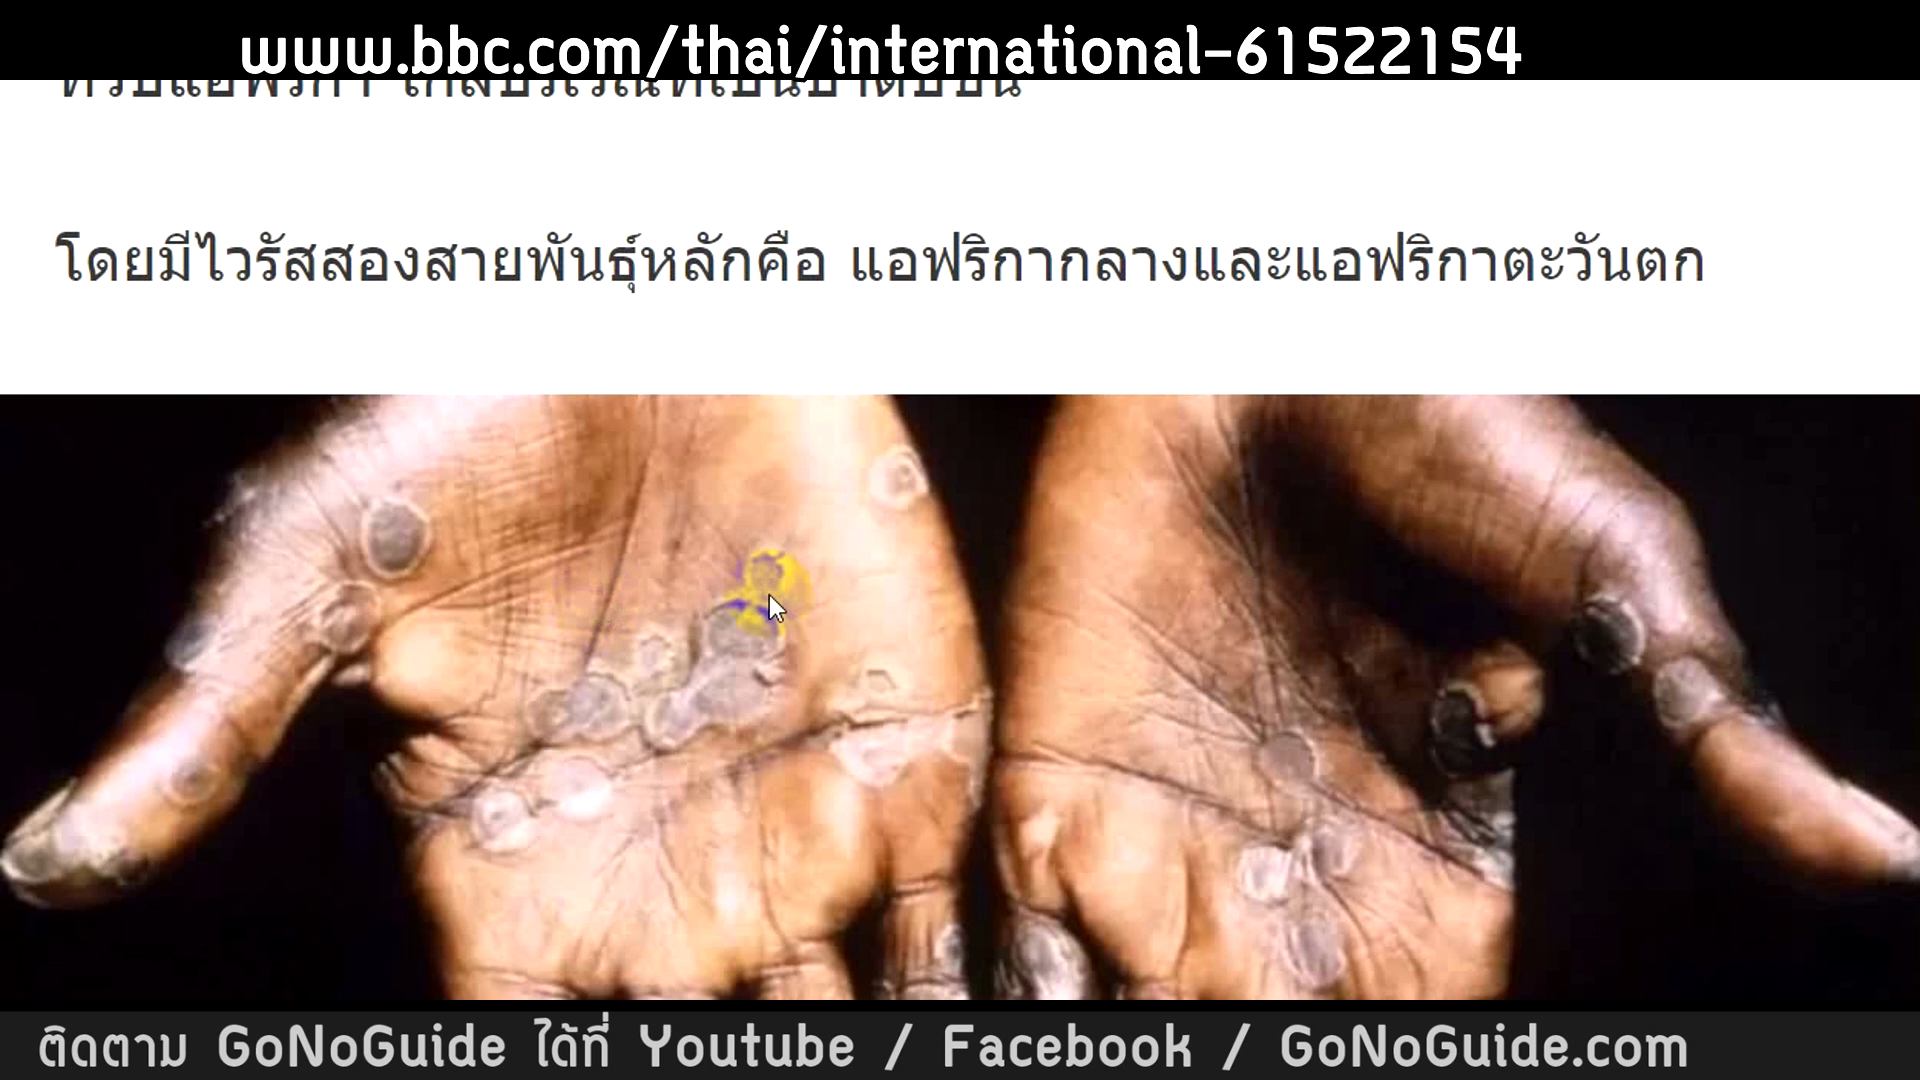 www.bbc.com/thai/international-61522154
โดยมีไวรัสสองสายพันธุ์หลักคือ แอฟริกากลางและแอฟริกาตะวันตก
ติดตาม GoNoGuide ได้ที่ Youtube / Facebook / GoNoGuide.com